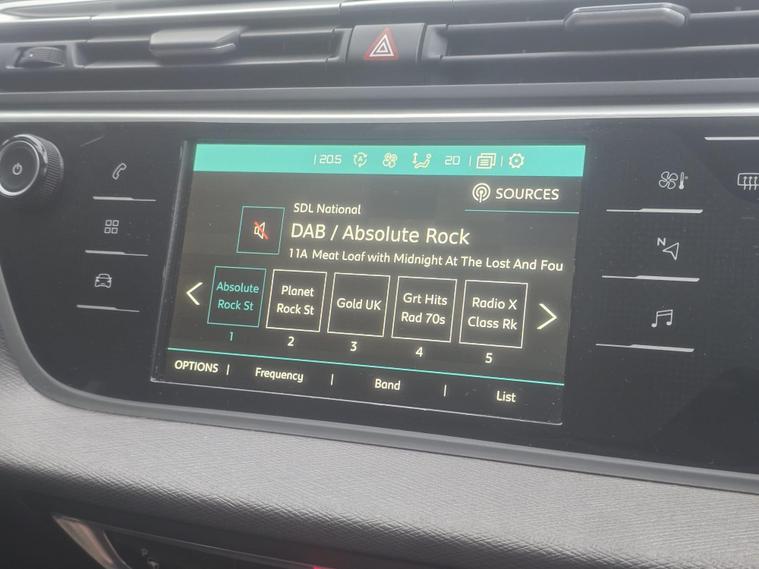 20.5 A 20
SOURCES
SDL National
DAB / Absolute Rock
11A Meat Loaf with Midnight At The Lost And Fou
Absolute
Rock St
Planet
Rock St
Gold UK
Grt Hits
Rad 70s
Radio X
Class Rk
1 2 3 4 5
OPTIONS Frequency Band List
N
P